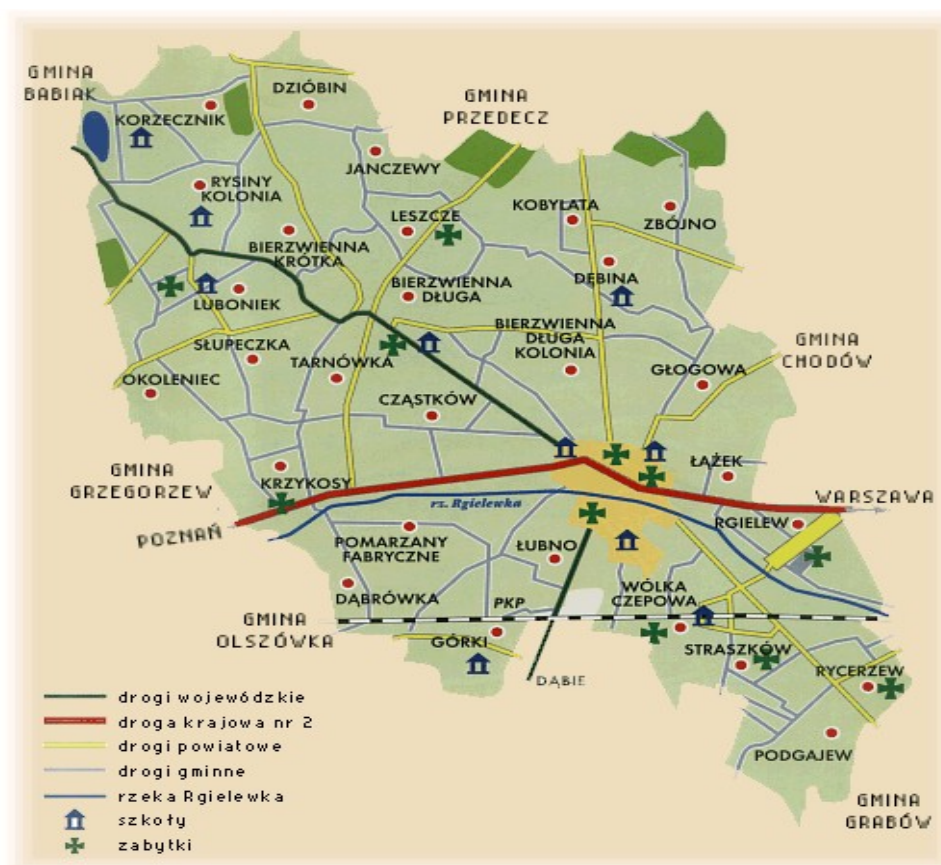 GMINA
BABIAK
DZIÓBIN
GMINA
PRZEDECZ
KORZECZNIK
JANCZEWY
RYSINY
KOLONIA
LESZCZE
KOBYŁATA
ZBÓJNO
BIERZWIENNA
KRÓTKA
BIERZWIENNA
DŁUGA
DĘBINA
LUBONIEK
BIERZWIENNA
DŁUGA
KOLONIA
GMINA
CHODÓW
SŁUPECZKA
TARNÓWKA
GŁOGOWA
OKOLENIEC
CZĄSTKÓW
GMINA
GRZEGORZEW
KRZYKOSY
ŁĄŻEK
WARSZAWA
rz. Rgielewka
RGIELEW
POZNAŃ
POMARZANY
FABRYCZNE
ŁUBNO
DĄBRÓWKA
PKP
WÓLKA
CZEPOWA
GMINA
OLSZÓWKA
GÓRKI
STRASZKÓW
DĄBIE
RYCERZEW
PODGAJEW
GMINA
GRABÓW
drogi wojewódzkie
droga krajowa nr 2
drogi powiatowe
drogi gminne
rzeka Rgielewka
szkoły
zabytki